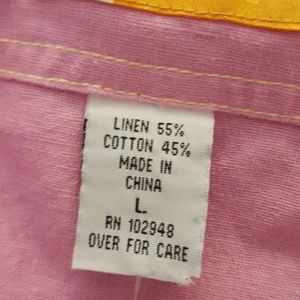 LINEN 55%
COTTON 45%
MADE IN
CHINA
L
RN 102948
OVER FOR CARE